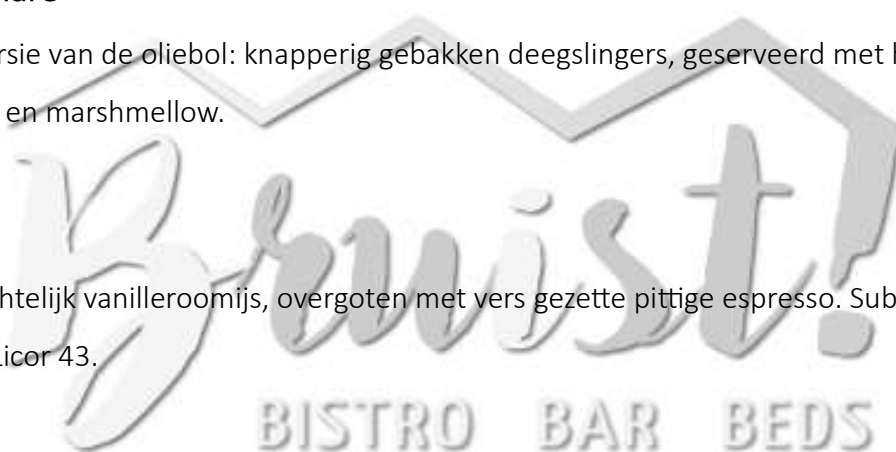 rsie van de oliebol: knapperig gebakken deegslingers, geserveerd met
en marshmellow.
htelijk vanilleroomijs, overgoten met vers gezette pittige espresso. Sub
icor 43.
Bruist!
BISTRO BAR BEDS